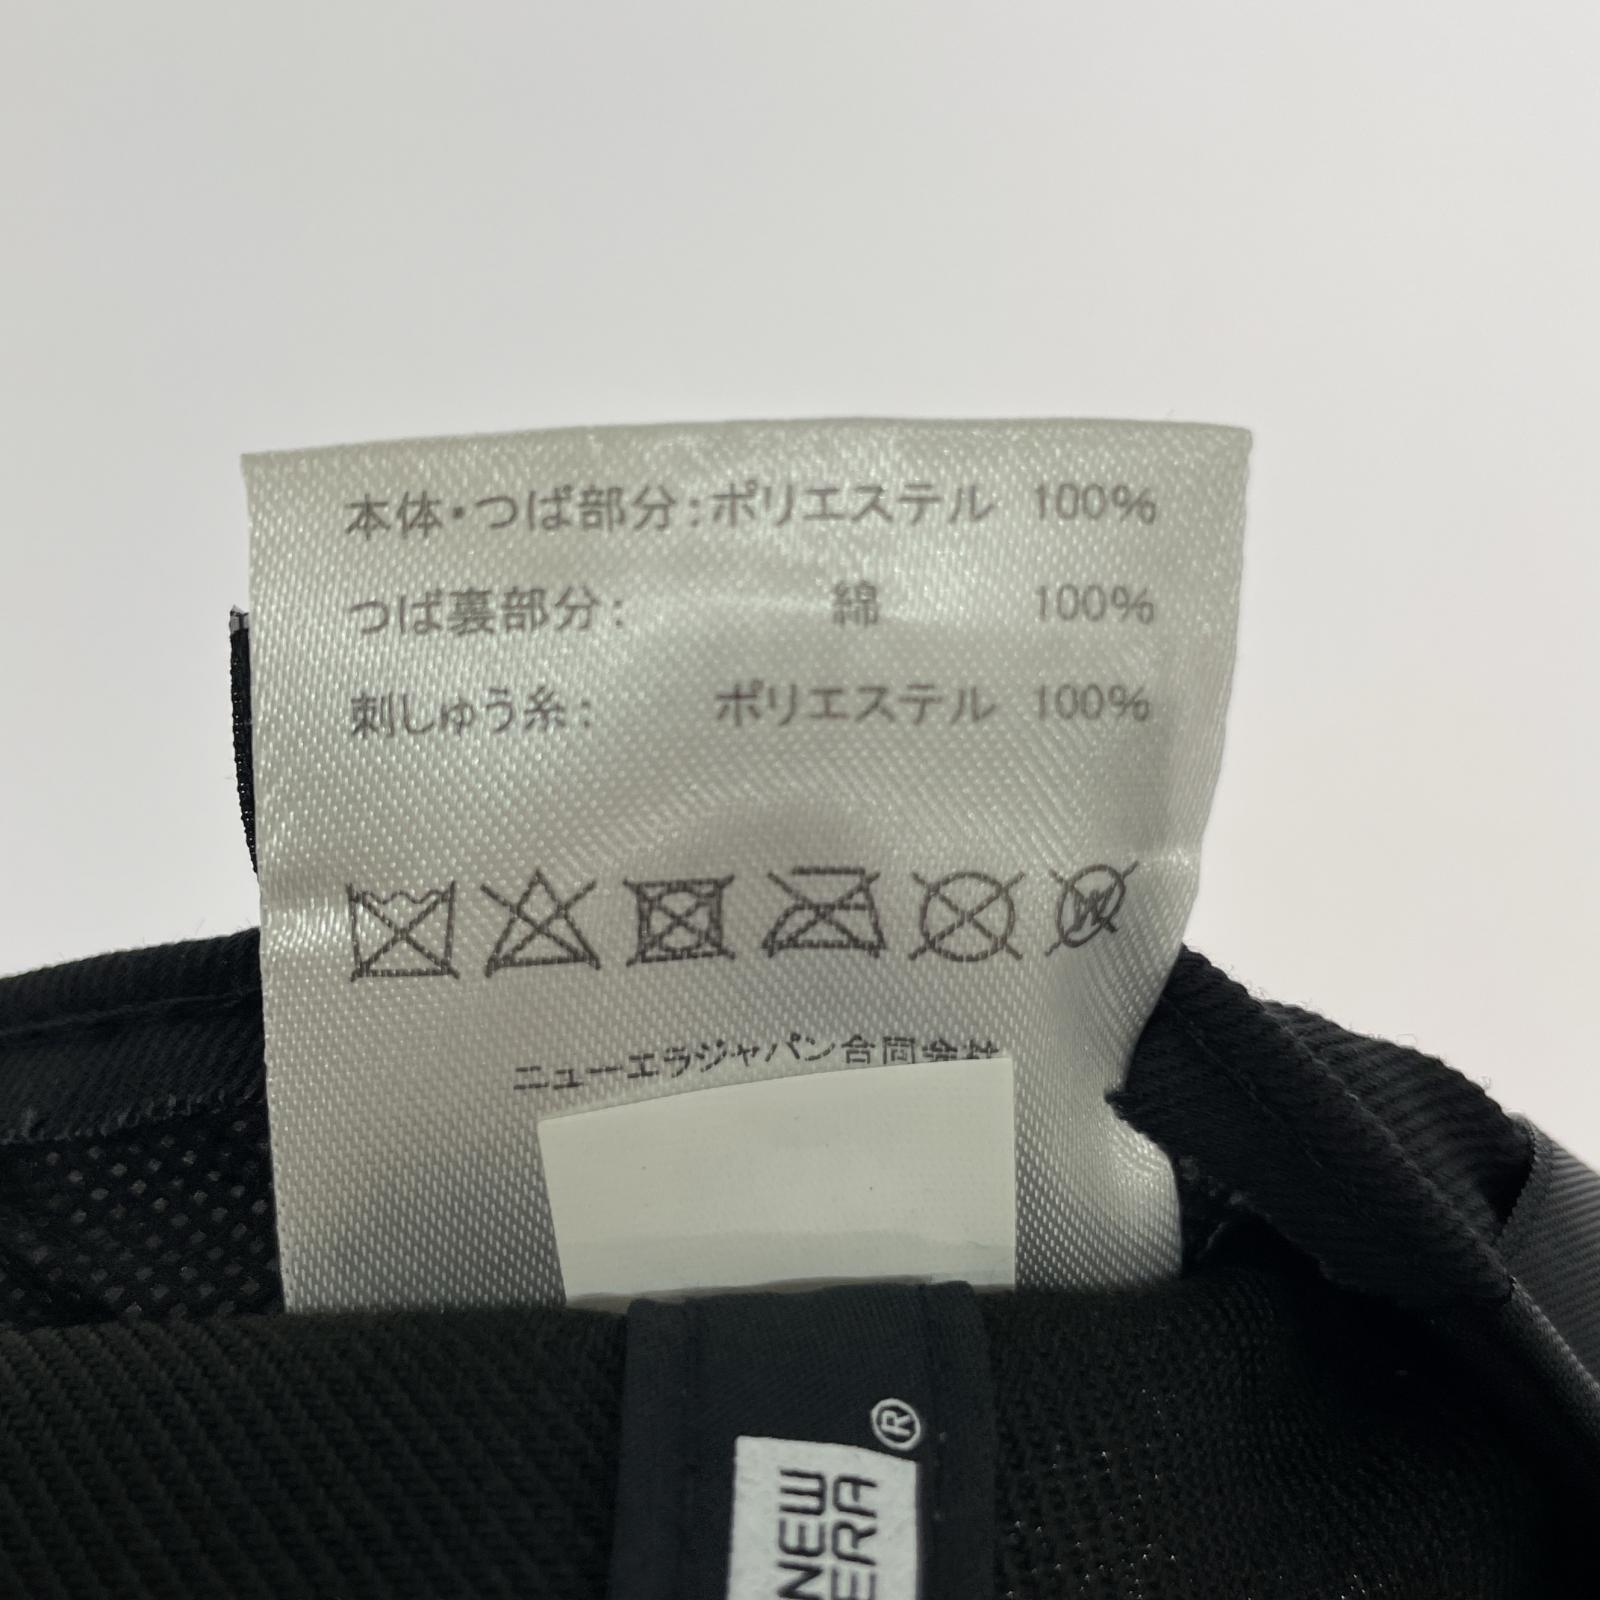 本体・つば部分:ポリエステル 100%
つば裏部分: 綿 100%
刺しゅう糸: ポリエステル 100%
ニューエラジャパン合同会社
NEW
ERA
®